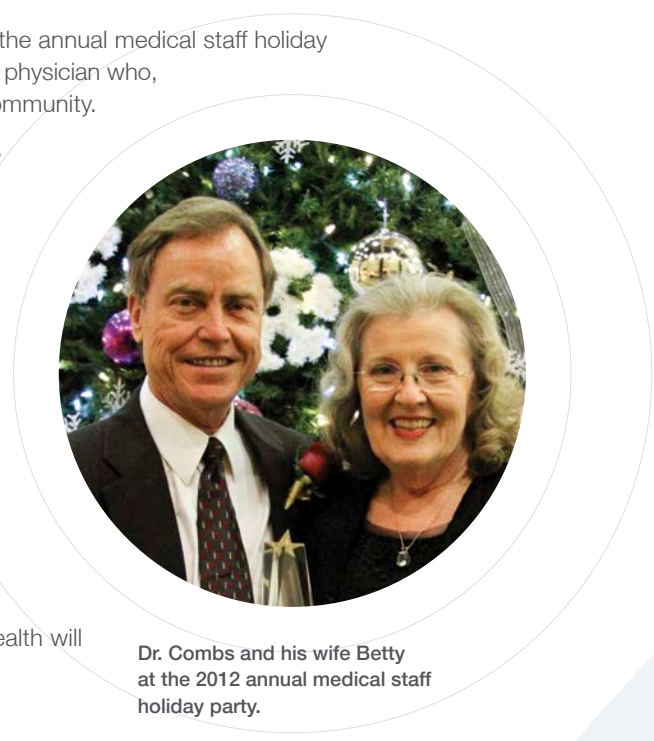 the annual medical staff holiday
physician who,
ommunity.
ealth will
Dr. Combs and his wife Betty
at the 2012 annual medical staff
holiday party.